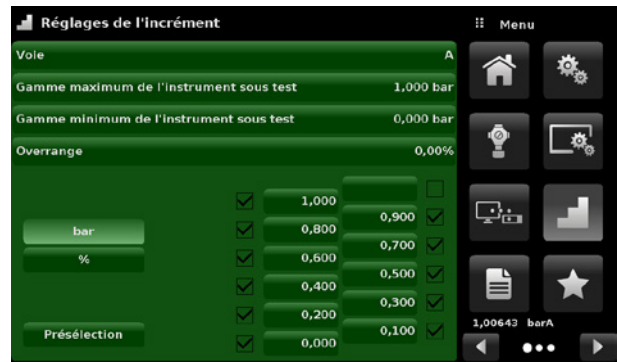 Réglages de l'incrément
Menu
Voie A
Gamme maximum de l'instrument sous test 1,000 bar
Gamme minimum de l'instrument sous test 0,000 bar
Overrange 0,00%
1,000
0,900
bar
0,800
0,700
%
0,600
0,500
0,400
0,300
0,200
0,100
Présélection
0,000
1,00643 barA